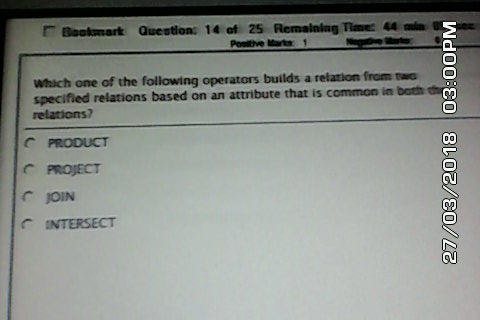 Bookmark Question: 14 of 25 Remaining Time: 44 min sec
Positive Marks: 1 Negative Marks:
Which one of the following operators builds a relation from two
specified relations based on an attribute that is common in both the
relations?
PRODUCT
PROJECT
JOIN
INTERSECT
27/03/2018 03:00PM